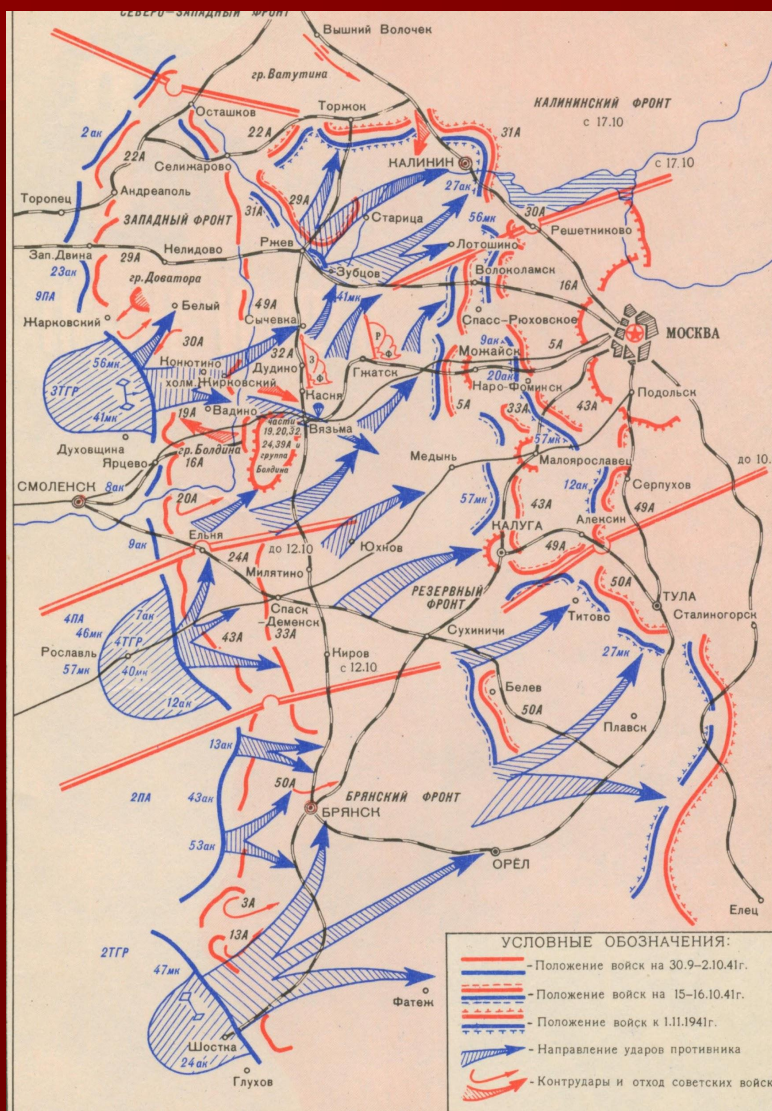 СЕВЕРО-ЗАПАДНЫЙ ФРОНТ
Вышний Волочек
гр. Ватутина
КАЛИНИНСКИЙ ФРОНТ
с 17.10
Осташков
Торжок
2ак
22А
22А
31А
Селижарово
КАЛИНИН
с 17.10
Андреаполь
27ак
Торопец
29А
31А
56мк
30А
ЗАПАДНЫЙ ФРОНТ
Старица
Решетниково
Зап. Двина
29А
Нелидово
Ржев
Лотошино
23ак
гр. Доватора
Зубцов
Волоколамск
9ПА
Белый
49А
41мк
16А
Жарковский
Сычевка
Спасс-Рюховское
30А
Р
Ф
9ак
МОСКВА
56мк
Нонютино
32А
З
Ф
Можайск
5А
3ТГР
холм. Жирковский
Дудино
Гжатск
20ак
41мк
Касня
Наро-Фоминск
19А
Вадино
5А
33А
43А
Подольск
Части
19,20,32,
24,39А и
группа
Болдина
Вязьма
Духовщина
гр. Болдина
57мк
Ярцево
16А
Медынь
Малоярославец
8ак
СМОЛЕНСК
12ак
Серпухов
до 10.
20А
57мк
43А
49А
Ельня
Алексин
9ак
до 12.10
КАЛУГА
24А
Юхнов
49А
Милятино
РЕЗЕРВНЫЙ
ФРОНТ
50А
7ак
Спаск
-Деменск
ТУЛА
4ПА
46мк
Титово
Сталиногорск
43А
33А
Сухиничи
4ТГР
Рославль
Киров
27мк
57мк
40мк
с 12.10
Белев
12ак
50А
Плавск
13ак
50А
2ПА
43ак
БРЯНСКИЙ ФРОНТ
БРЯНСК
53ак
ОРЁЛ
3А
Елец
13А
2ТГР
47мк
Фатеж
Шостка
24ак
Глухов
УСЛОВНЫЕ ОБОЗНАЧЕНИЯ:
- Положение войск на 30.9–2.10.41г.
- Положение войск на 15–16.10.41г.
- Положение войск к 1.11.1941г.
- Направление ударов противника
- Контрудары и отход советских войск